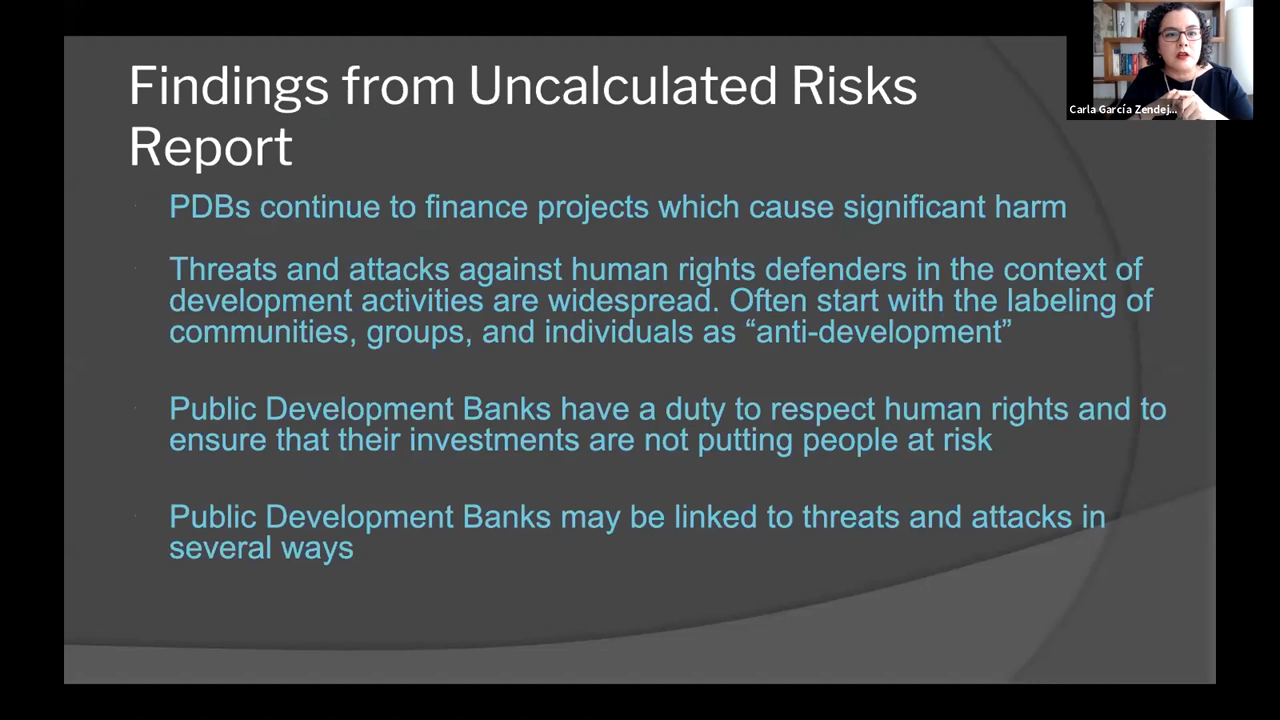 Findings from Uncalculated Risks
Report
PDBs continue to finance projects which cause significant harm
Threats and attacks against human rights defenders in the context of
development activities are widespread. Often start with the labeling of
communities, groups, and individuals as “anti-development”
Public Development Banks have a duty to respect human rights and to
ensure that their investments are not putting people at risk
Public Development Banks may be linked to threats and attacks in
several ways
Carla García Zendej...